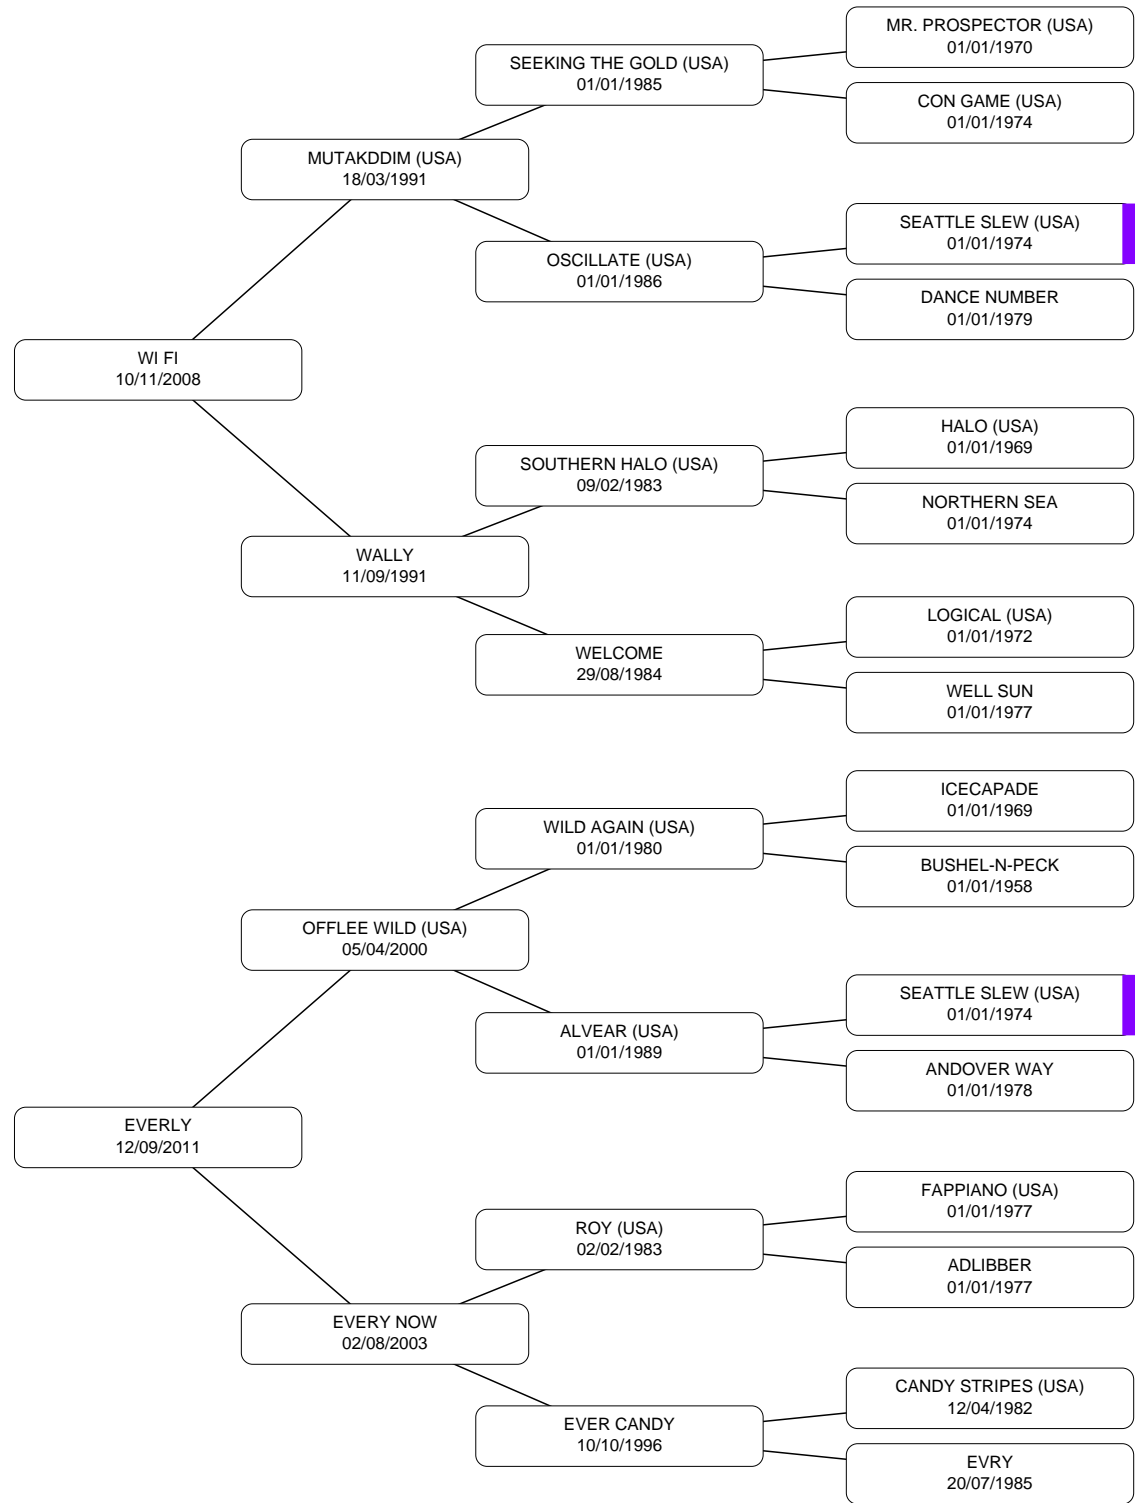 MR. PROSPECTOR (USA)
01/01/1970
SEEKING THE GOLD (USA)
01/01/1985
CON GAME (USA)
01/01/1974
MUTAKDDIM (USA)
18/03/1991
SEATTLE SLEW (USA)
01/01/1974
OSCILLATE (USA)
01/01/1986
DANCE NUMBER
01/01/1979
WI FI
10/11/2008
HALO (USA)
01/01/1969
SOUTHERN HALO (USA)
09/02/1983
NORTHERN SEA
01/01/1974
WALLY
11/09/1991
LOGICAL (USA)
01/01/1972
WELCOME
29/08/1984
WELL SUN
01/01/1977
ICECAPADE
01/01/1969
WILD AGAIN (USA)
01/01/1980
BUSHEL-N-PECK
01/01/1958
OFFLEE WILD (USA)
05/04/2000
SEATTLE SLEW (USA)
01/01/1974
ALVEAR (USA)
01/01/1989
ANDOVER WAY
01/01/1978
EVERLY
12/09/2011
FAPPIANO (USA)
01/01/1977
ROY (USA)
02/02/1983
ADLIBBER
01/01/1977
EVERY NOW
02/08/2003
CANDY STRIPES (USA)
12/04/1982
EVER CANDY
10/10/1996
EVRY
20/07/1985